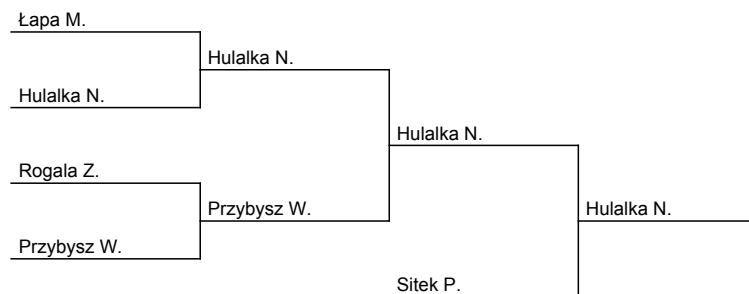 Łapa M.
Hulalka N.
Hulalka N.
Hulalka N.
Rogala Z.
Przybysz W.
Hulalka N.
Przybysz W.
Sitek P.